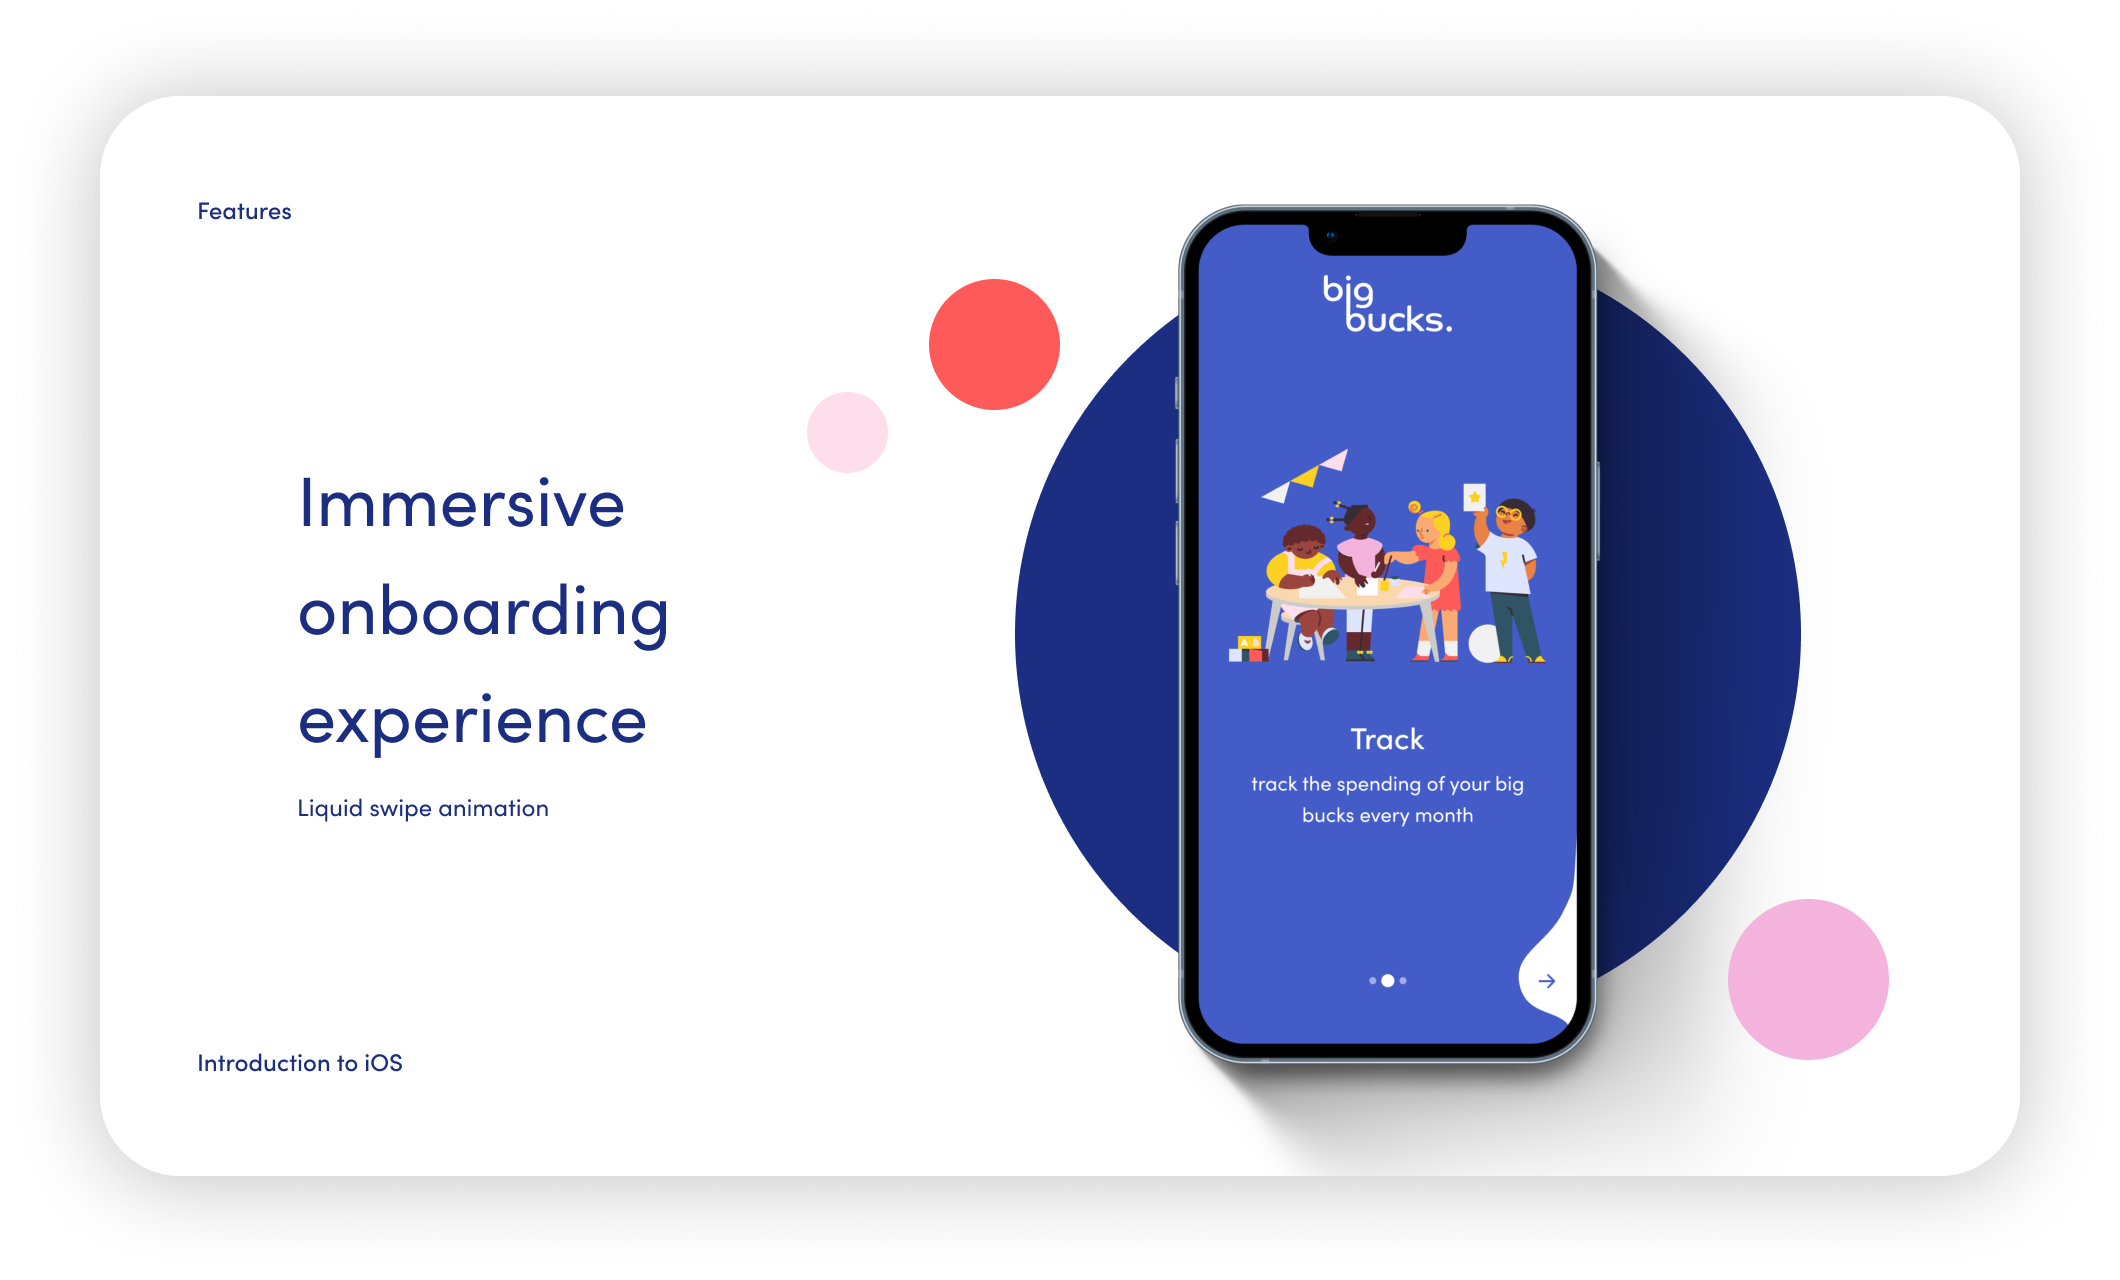 Features
Immersive
onboarding
experience
Liquid swipe animation
Introduction to iOS
big
bucks.
A B
Track
track the spending of your big
bucks every month